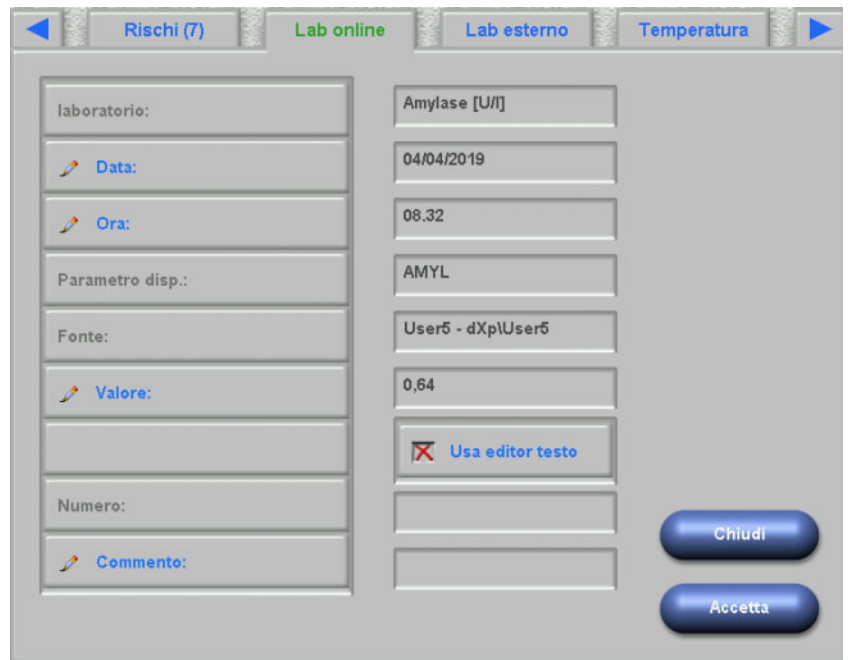 Rischi (7) Lab online Lab esterno Temperatura
laboratorio: Amylase [U/l]
Data: 04/04/2019
Ora: 08.32
Parametro disp.: AMYL
Fonte: User5 - dXp\User5
Valore: 0,64
Usa editor testo
Numero:
Chiudi
Commento:
Accetta